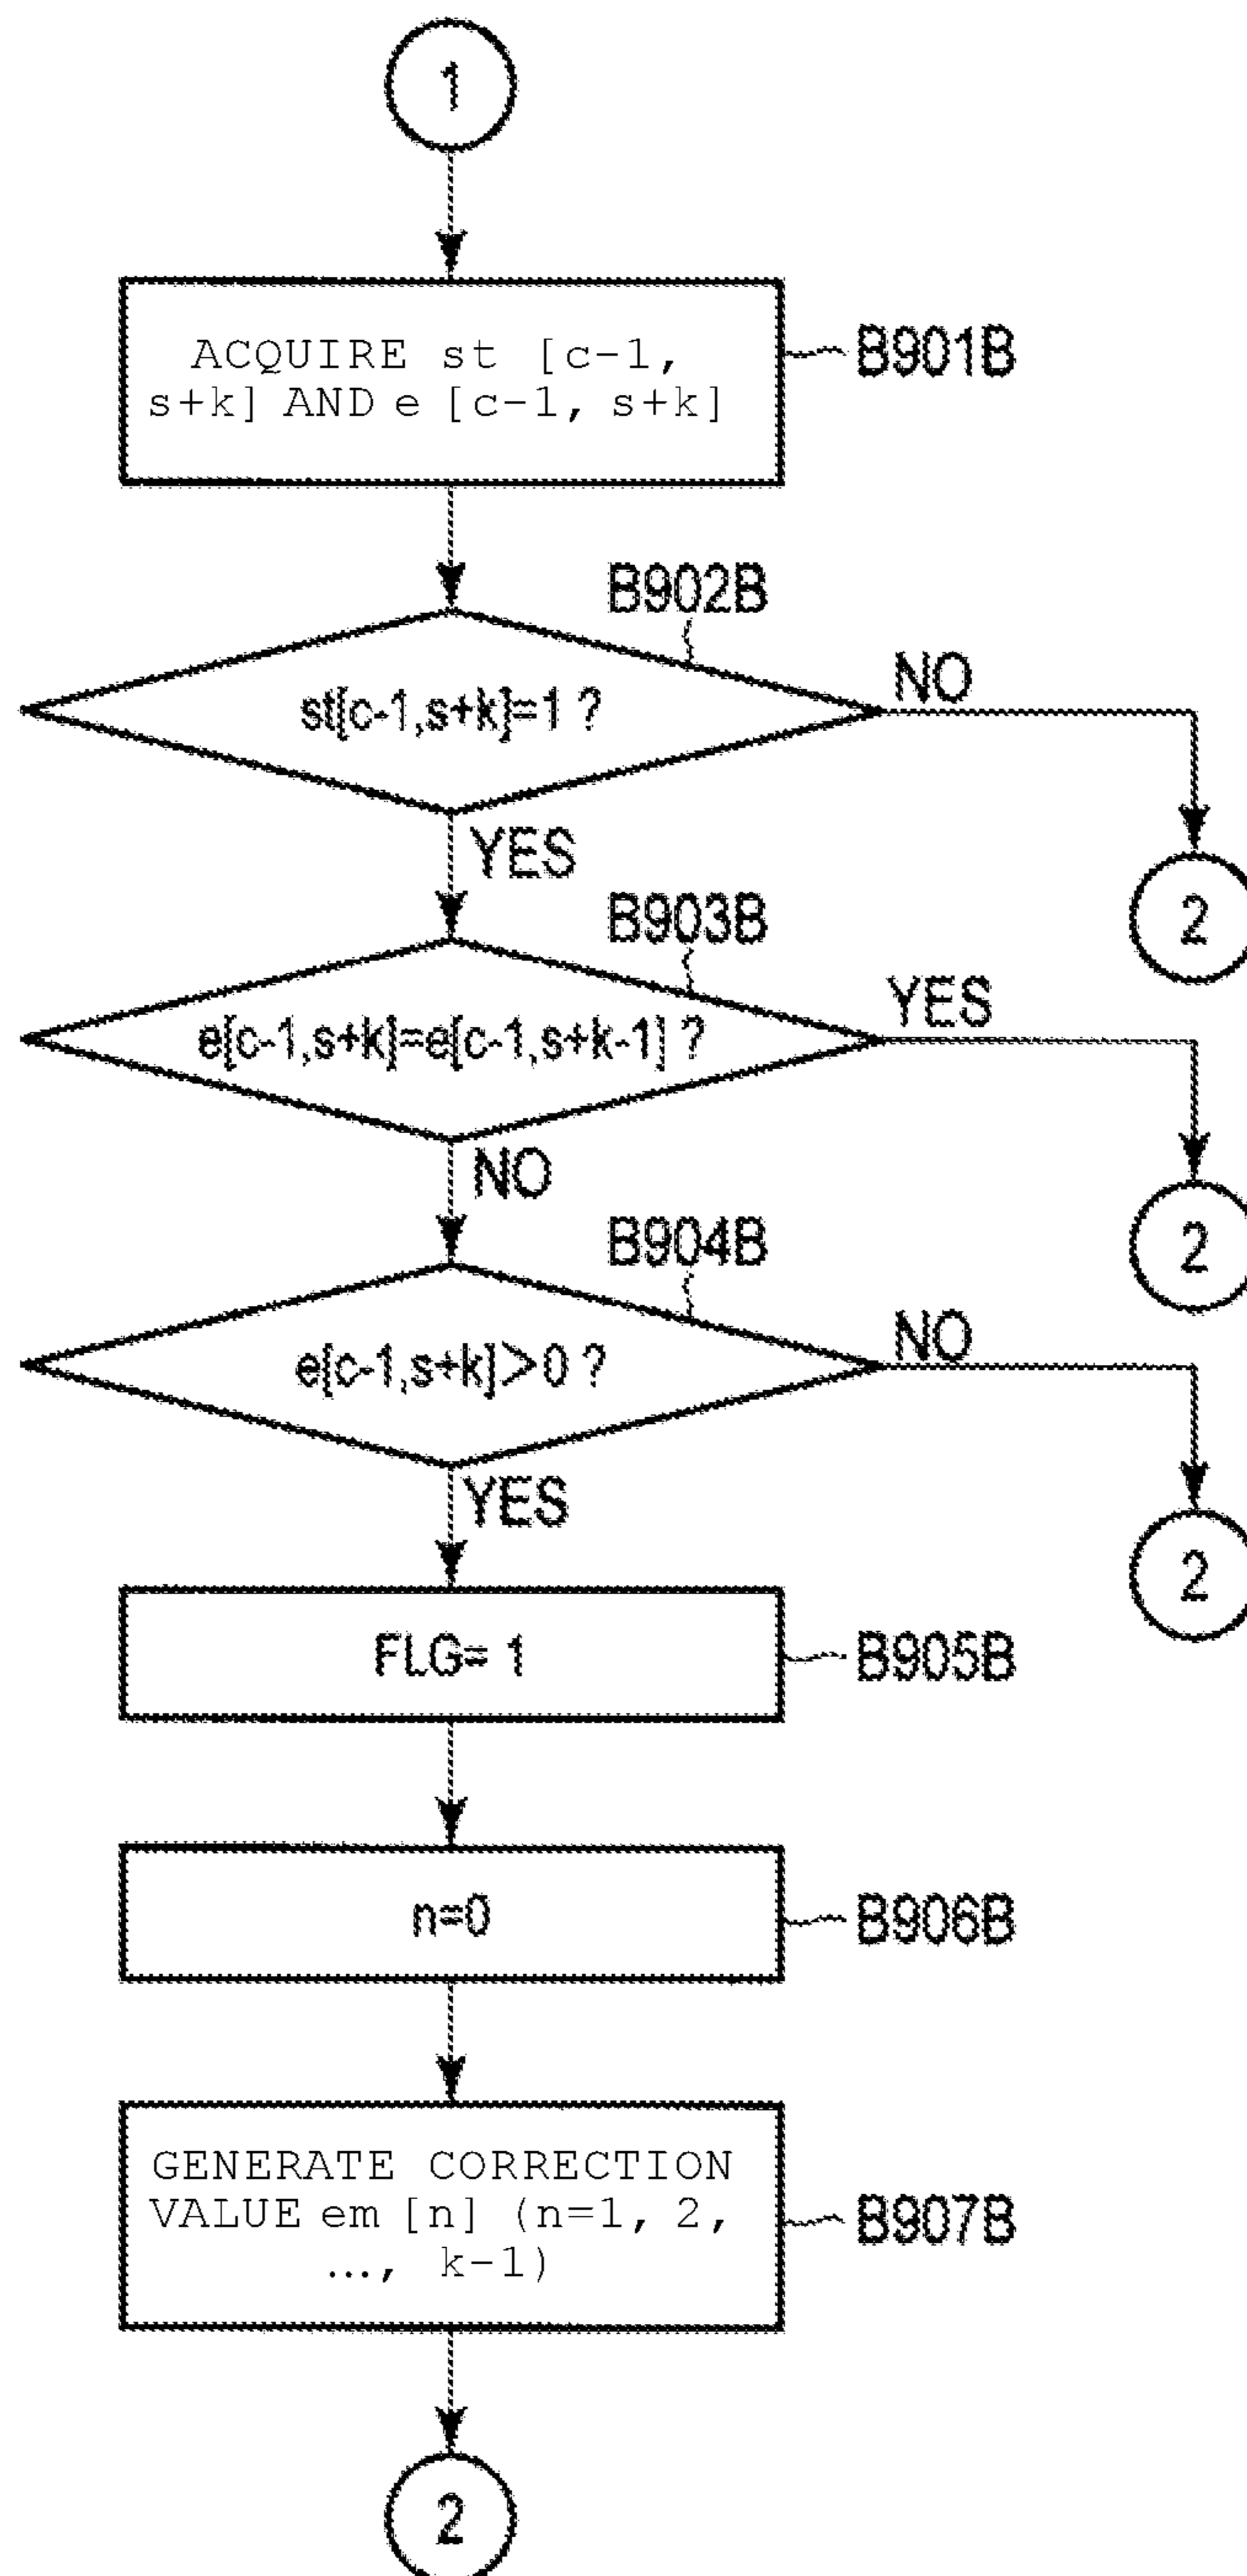 1
ACQUIRE st [c-1,
s+k] AND e [c-1, s+k]
B901B
B902B
st[c-1,s+k]=1 ?
NO
YES
2
B903B
e[c-1,s+k]=e[c-1,s+k-1] ?
YES
NO
2
B904B
e[c-1,s+k]>0 ?
NO
YES
2
FLG= 1
B905B
n=0
B906B
GENERATE CORRECTION
VALUE em [n] (n=1, 2,
..., k-1)
B907B
2